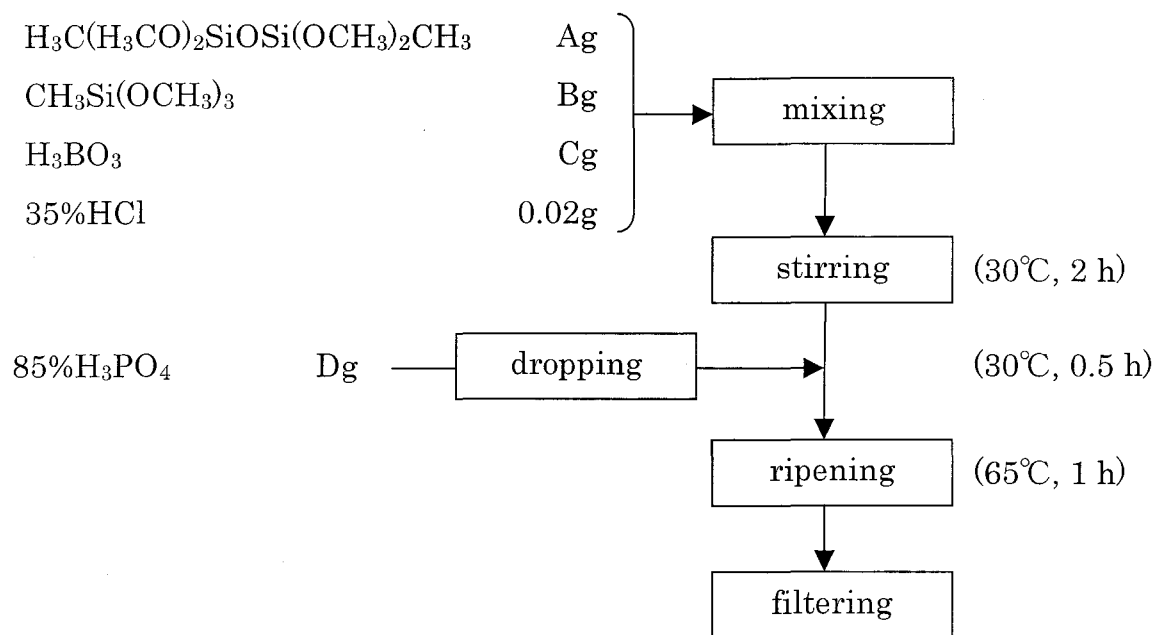 H₃C(H₃CO)₂SiOSi(OCH₃)₂CH₃ Ag
CH₃Si(OCH₃)₃ Bg
H₃BO₃ Cg
35%HCl 0.02g
mixing
stirring (30℃, 2 h)
85%H₃PO₄ Dg dropping (30℃, 0.5 h)
ripening (65℃, 1 h)
filtering